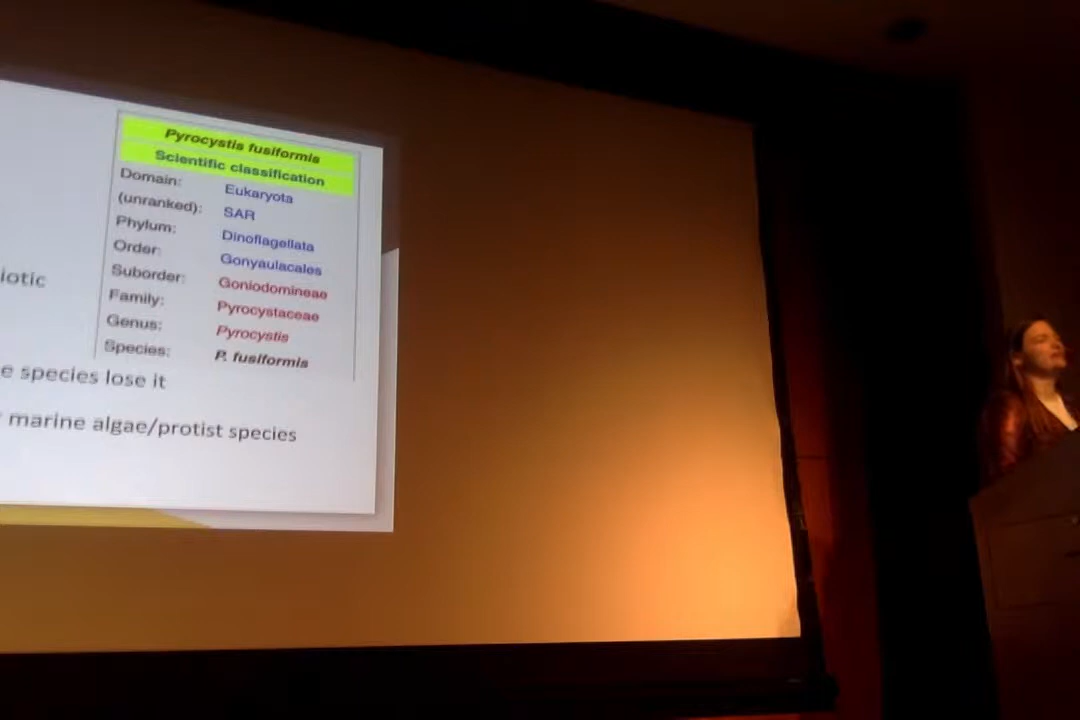 Pyrocystis fusiformis
Scientific classification
Domain: Eukaryota
(unranked): SAR
Phylum: Dinoflagellata
Order: Gonyaulacales
Suborder: Goniodomineae
Family: Pyrocystaceae
Genus: Pyrocystis
Species: P. fusiformis
iotic
e species lose it
marine algae/protist species